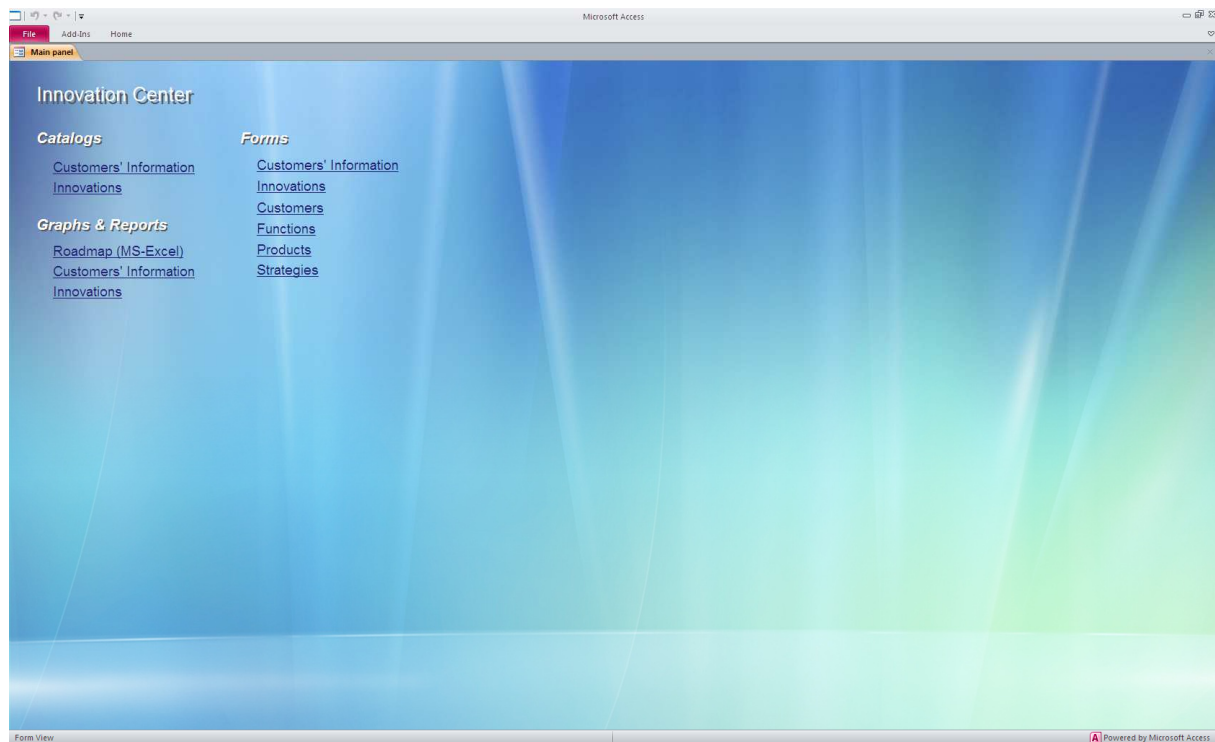 Microsoft Access
File Add-Ins Home
Main panel
Innovation Center
Catalogs
Customers' Information
Innovations
Graphs & Reports
Roadmap (MS-Excel)
Customers' Information
Innovations
Forms
Customers' Information
Innovations
Customers
Functions
Products
Strategies
Form View
A Powered by Microsoft Access